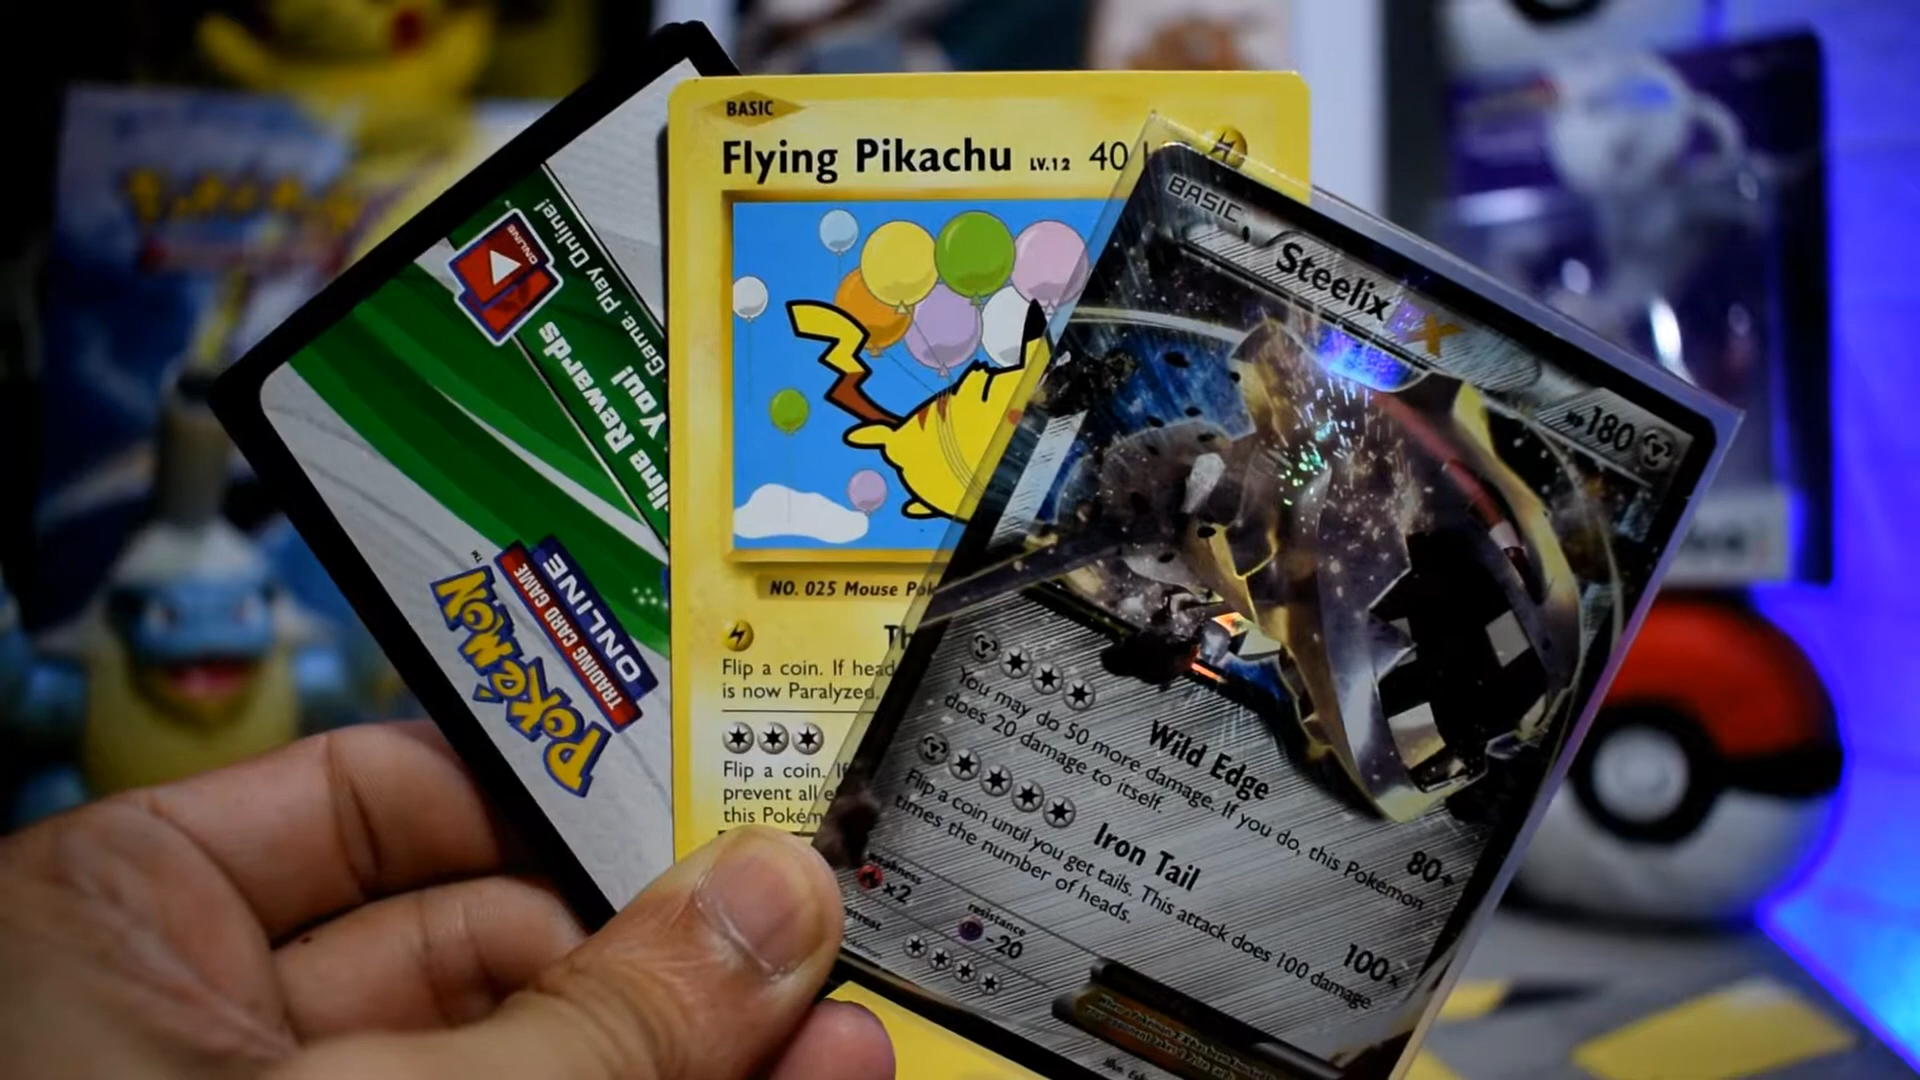 BASIC
Flying Pikachu LV.12 40
NO. 025 Mouse
Flip a coin. If head
is now Paralyzed.
Flip a coin. If
prevent all e
this Pokém
BASIC
Steelix
HP180
Wild Edge 80+
You may do 50 more damage. If you do, this Pokémon
does 20 damage to itself.
Iron Tail 100×
Flip a coin until you get tails. This attack does 100 damage
times the number of heads.
weakness
×2
resistance
-20
retreat
line Rewards
You!
Game. Play Online!
ONLINE
POKéMON
TM
TRADING CARD GAME
ONLINE